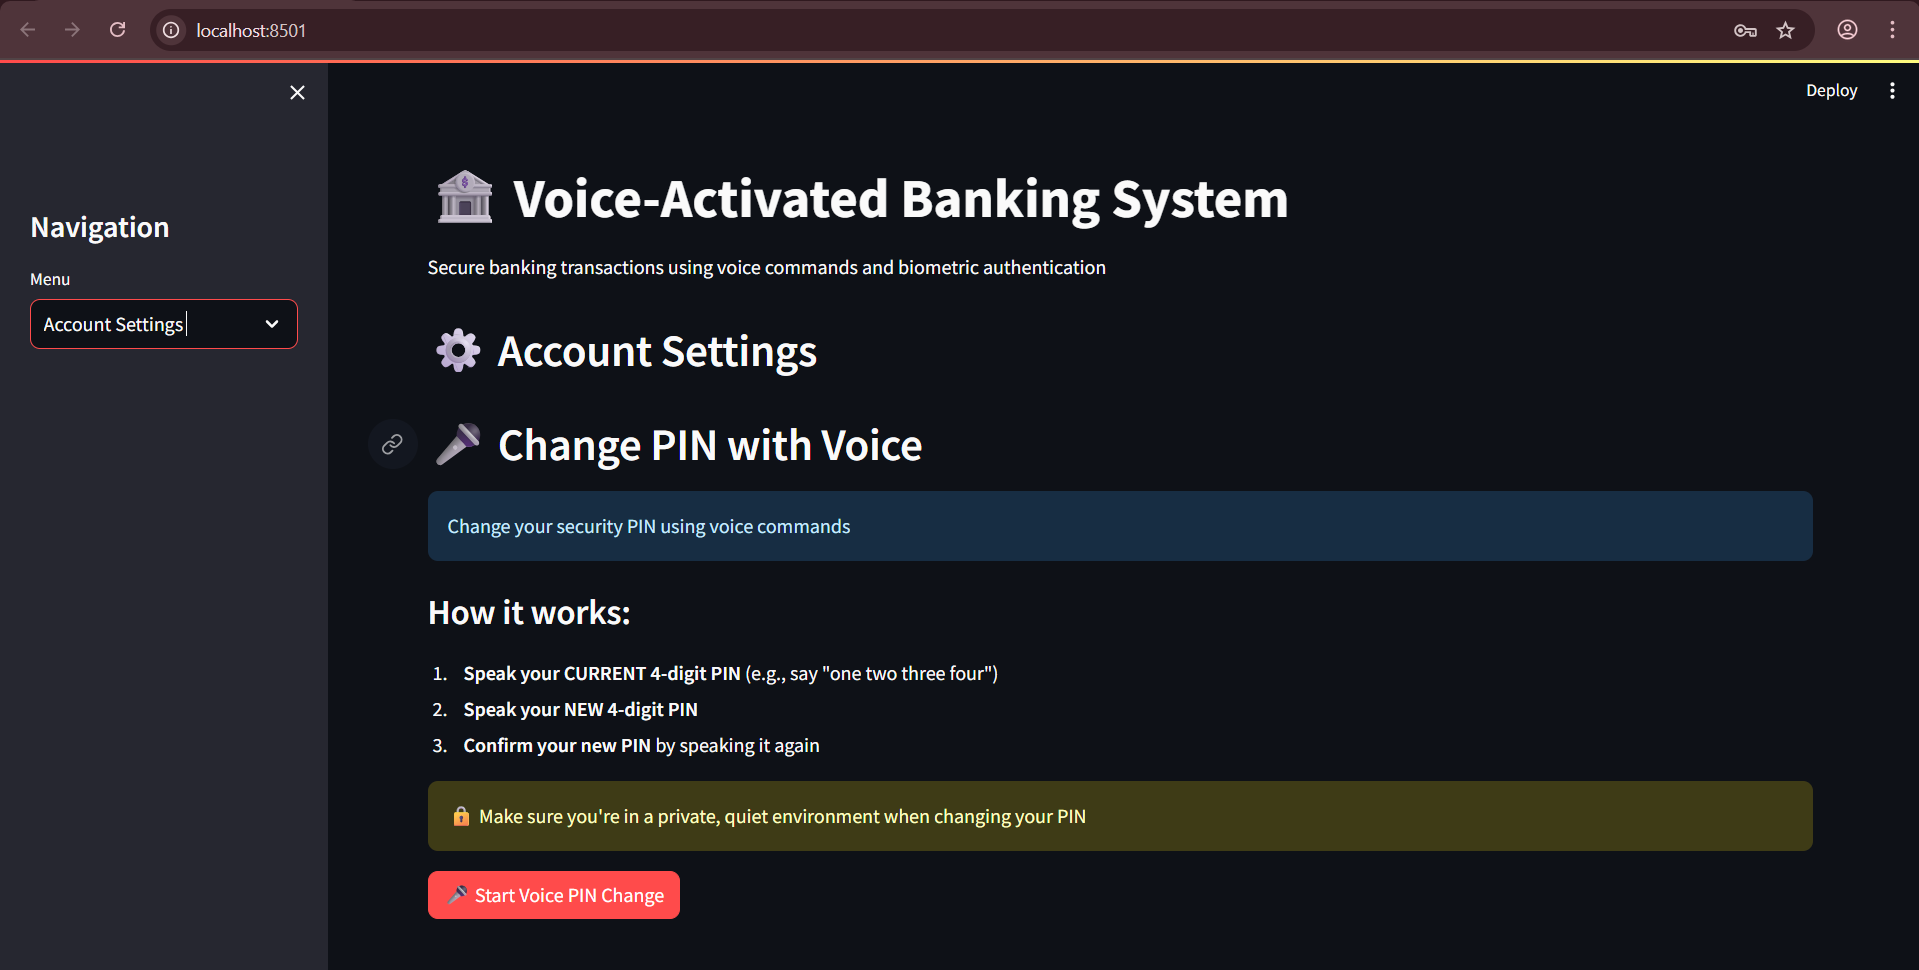 localhost:8501
Deploy
Navigation
Menu
Account Settings
Voice-Activated Banking System
Secure banking transactions using voice commands and biometric authentication
Account Settings
Change PIN with Voice
Change your security PIN using voice commands
How it works:
1. Speak your CURRENT 4-digit PIN (e.g., say "one two three four")
2. Speak your NEW 4-digit PIN
3. Confirm your new PIN by speaking it again
🔒 Make sure you're in a private, quiet environment when changing your PIN
🎤 Start Voice PIN Change